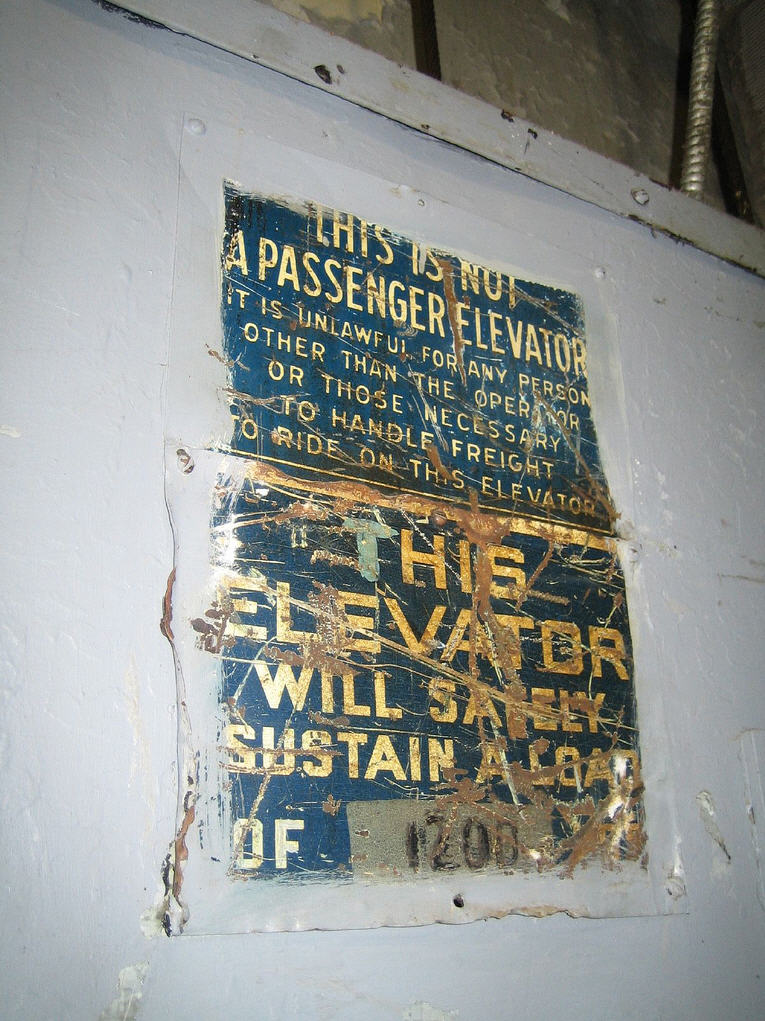 THIS IS NOT
A PASSENGER ELEVATOR
IT IS UNLAWFUL FOR ANY PERSON
OTHER THAN THE OPERATOR
OR THOSE NECESSARY
TO HANDLE FREIGHT
TO RIDE ON THIS ELEVATOR
"THIS
ELEVATOR
WILL SAFELY
SUSTAIN A LOAD
OF 1200